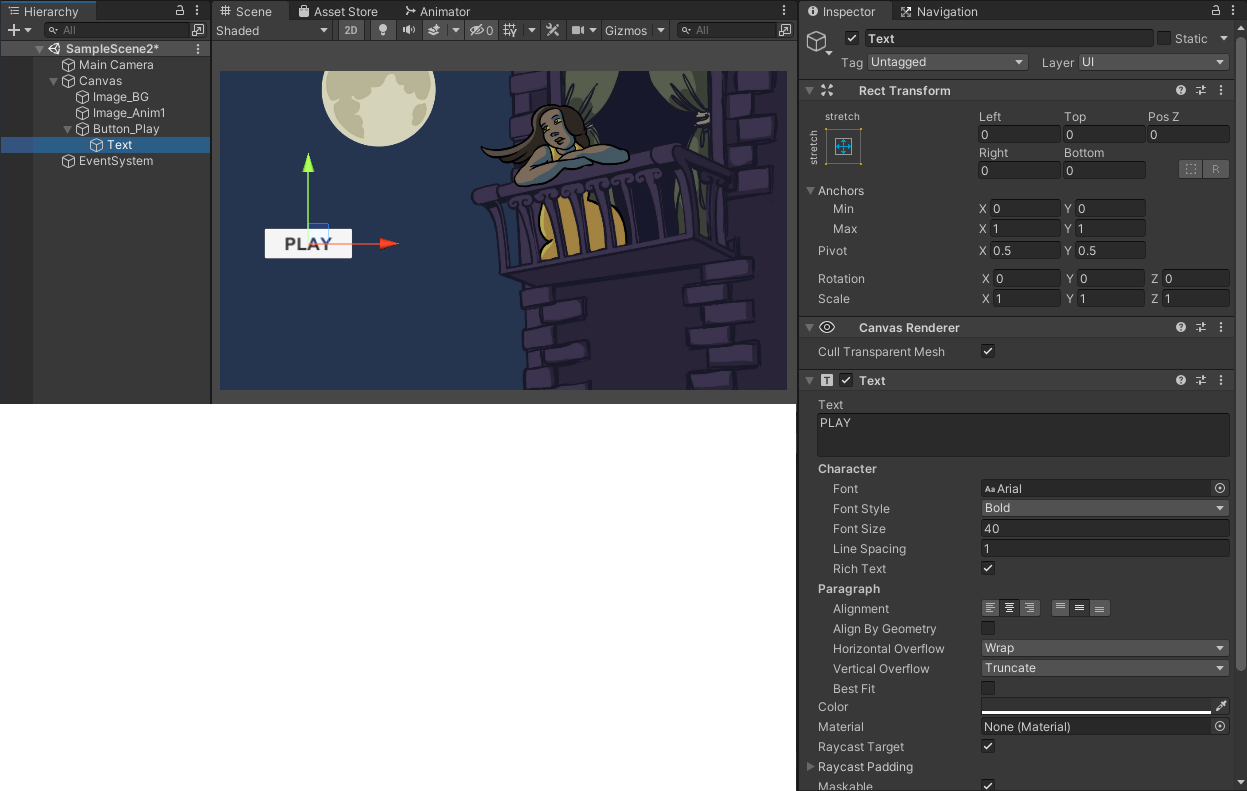 Hierarchy
All
SampleScene2*
Main Camera
Canvas
Image_BG
Image_Anim1
Button_Play
Text
EventSystem
Scene
Asset Store
Animator
Shaded
2D
0
Gizmos
All
PLAY
Inspector
Navigation
Text
Static
Tag
Untagged
Layer
UI
Rect Transform
stretch
stretch
Left
Top
Pos Z
0
0
0
Right
Bottom
0
0
R
Anchors
Min
X 0
Y 0
Max
X 1
Y 1
Pivot
X 0.5
Y 0.5
Rotation
X 0
Y 0
Z 0
Scale
X 1
Y 1
Z 1
Canvas Renderer
Cull Transparent Mesh
T
Text
Text
PLAY
Character
Font
Aa Arial
Font Style
Bold
Font Size
40
Line Spacing
1
Rich Text
Paragraph
Alignment
Align By Geometry
Horizontal Overflow
Wrap
Vertical Overflow
Truncate
Best Fit
Color
Material
None (Material)
Raycast Target
Raycast Padding
Maskable